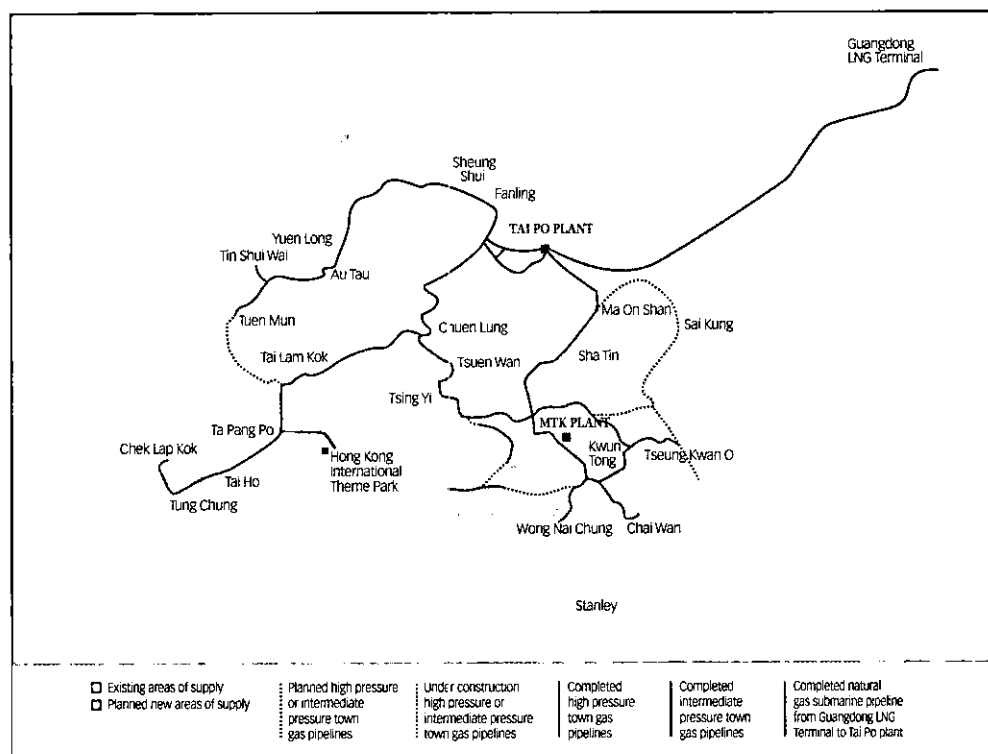 Guangdong
LNG Terminal
Sheung
Shui
Fanling
TAI PO PLANT
Yuen Long
Tin Shui Wai
Au Tau
Ma On Shan
Tuen Mun
Sai Kung
Chuen Lung
Tai Lam Kok
Tsuen Wan
Sha Tin
Tsing Yi
MTK PLANT
Ta Pang Po
Chek Lap Kok
Hong Kong
International
Theme Park
Kwun
Tong
Tseung Kwan O
Tai Ho
Tung Chung
Wong Nai Chung
Chai Wan
Stanley
Existing areas of supply
Planned new areas of supply
Planned high pressure
or intermediate
pressure town
gas pipelines
Under construction
high pressure or
intermediate pressure
town gas pipelines
Completed
high pressure
town gas
pipelines
Completed
intermediate
pressure town
gas pipelines
Completed natural
gas submarine pipeline
from Guangdong LNG
Terminal to Tai Po plant